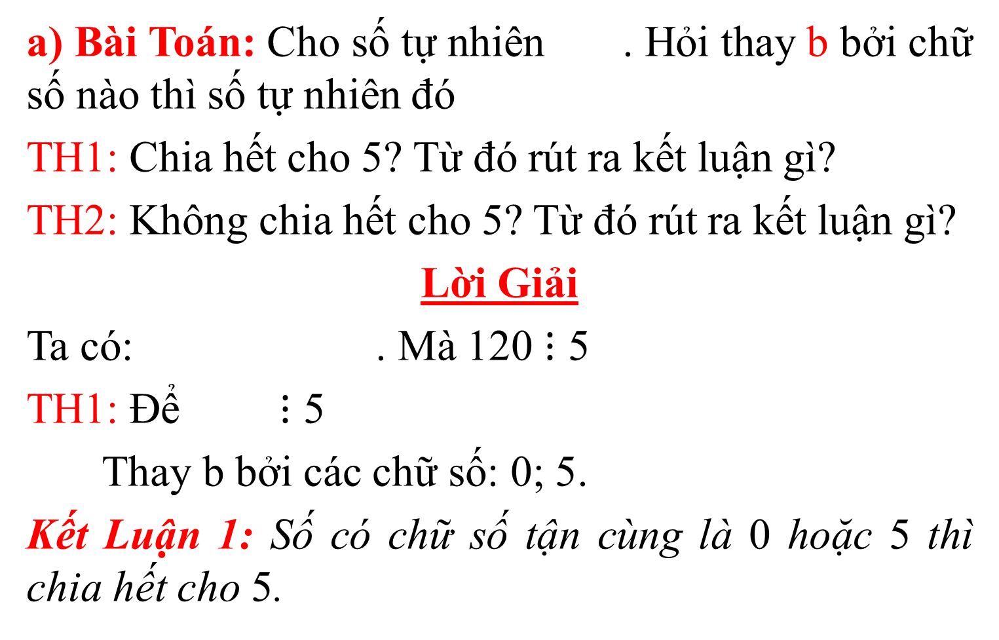 a) Bài Toán: Cho số tự nhiên . Hỏi thay b bởi chữ
số nào thì số tự nhiên đó
TH1: Chia hết cho 5? Từ đó rút ra kết luận gì?
TH2: Không chia hết cho 5? Từ đó rút ra kết luận gì?
Lời Giải
Ta có: . Mà 120 ⋮ 5
TH1: Để ⋮ 5
Thay b bởi các chữ số: 0; 5.
Kết Luận 1: Số có chữ số tận cùng là 0 hoặc 5 thì
chia hết cho 5.